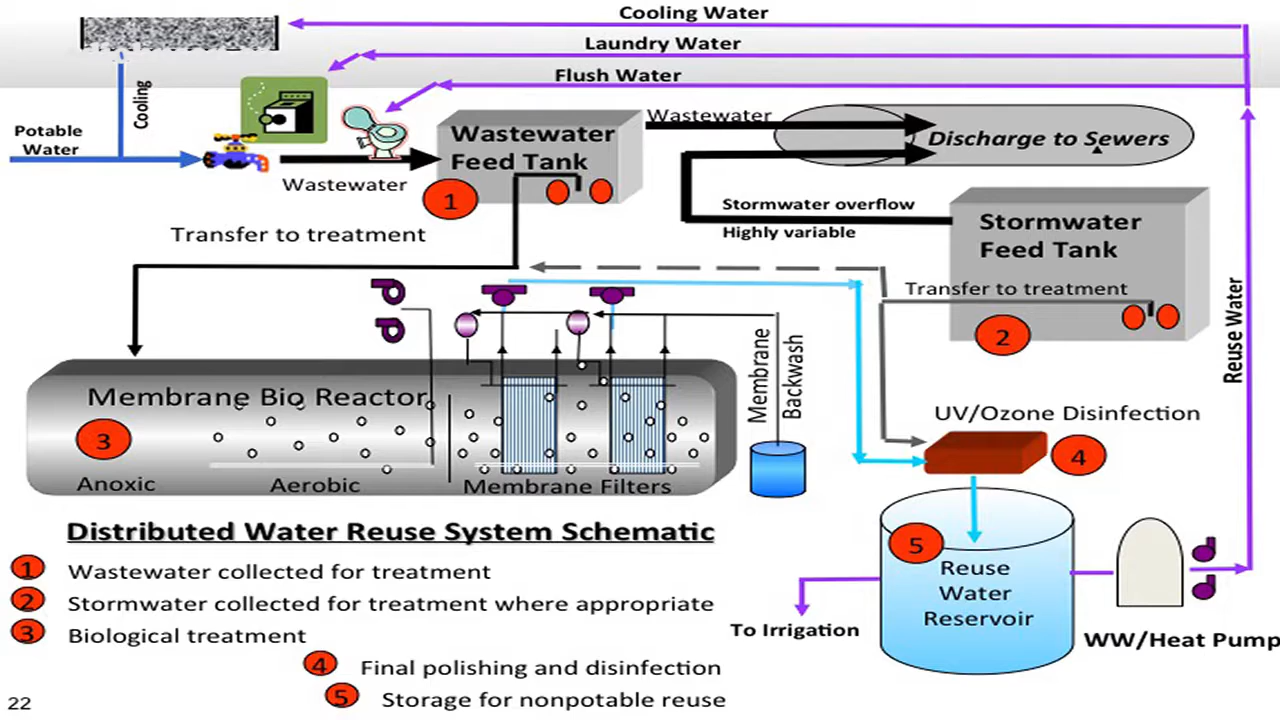 Cooling Water
Laundry Water
Flush Water
Cooling
Potable
Water
Wastewater
Wastewater
Feed Tank
1
Wastewater
Discharge to Sewers
Stormwater overflow
Highly variable
Stormwater
Feed Tank
Transfer to treatment
2
Transfer to treatment
Reuse Water
Membrane
Backwash
Membrane Bio Reactor
3
Anoxic
Aerobic
Membrane Filters
UV/Ozone Disinfection
4
5
Reuse
Water
Reservoir
To Irrigation
WW/Heat Pump
Distributed Water Reuse System Schematic
1 Wastewater collected for treatment
2 Stormwater collected for treatment where appropriate
3 Biological treatment
4 Final polishing and disinfection
5 Storage for nonpotable reuse
22